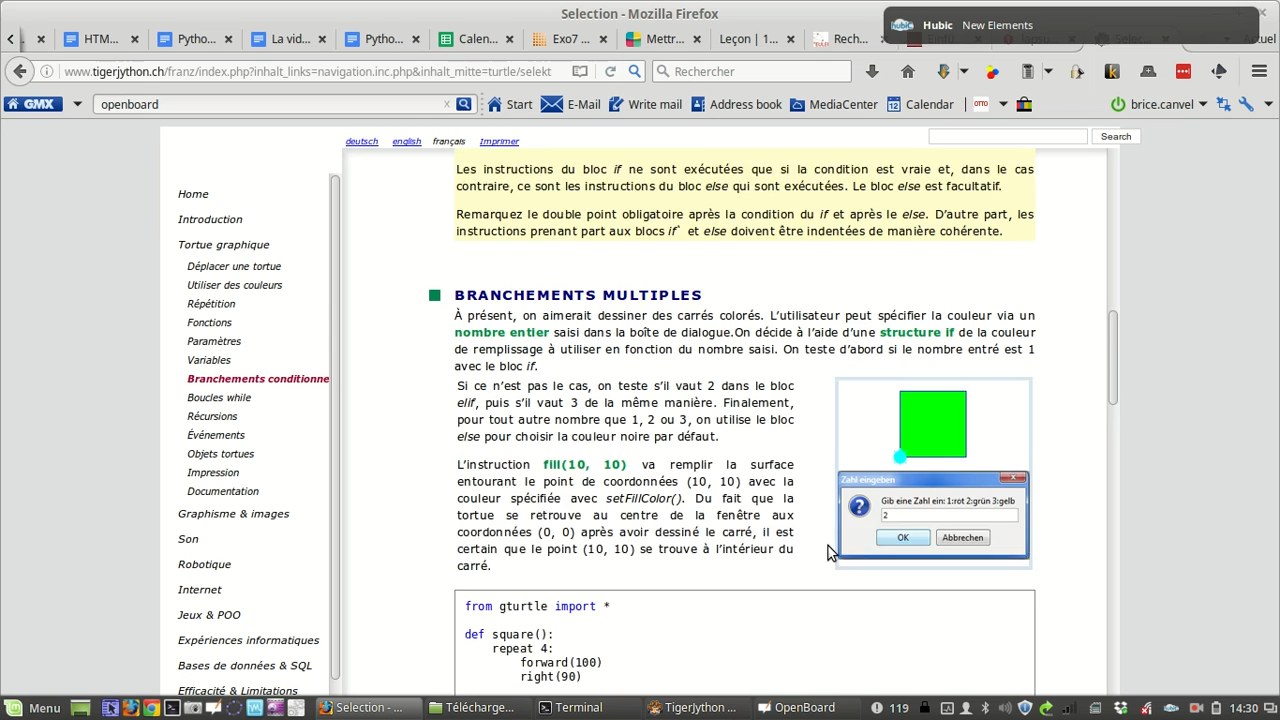 Selection - Mozilla Firefox
Hubic New Elements
HTM...
Pytho...
La vid...
Pytho...
Calen...
Exo7 ...
Mettr...
Leçon | 1...
Rech...
Actuel
www.tigerjython.ch/franz/index.php?inhalt_links=navigation.inc.php&inhalt_mitte=turtle/selekt
Rechercher
GMX
openboard
Start
E-Mail
Write mail
Address book
MediaCenter
Calendar
OTTO
brice.canvel
deutsch english français Imprimer
Search
Home
Introduction
Tortue graphique
Déplacer une tortue
Utiliser des couleurs
Répétition
Fonctions
Paramètres
Variables
Branchements conditionne
Boucles while
Récursions
Événements
Objets tortues
Impression
Documentation
Graphisme & images
Son
Robotique
Internet
Jeux & POO
Expériences informatiques
Bases de données & SQL
Efficacité & Limitations
Les instructions du bloc if ne sont exécutées que si la condition est vraie et, dans le cas
contraire, ce sont les instructions du bloc else qui sont exécutées. Le bloc else est facultatif.
Remarquez le double point obligatoire après la condition du if et après le else. D'autre part, les
instructions prenant part aux blocs if` et else doivent être indentées de manière cohérente.
BRANCHEMENTS MULTIPLES
À présent, on aimerait dessiner des carrés colorés. L'utilisateur peut spécifier la couleur via un
nombre entier saisi dans la boîte de dialogue.On décide à l'aide d'une structure if de la couleur
de remplissage à utiliser en fonction du nombre saisi. On teste d'abord si le nombre entré est 1
avec le bloc if.
Si ce n'est pas le cas, on teste s'il vaut 2 dans le bloc
elif, puis s'il vaut 3 de la même manière. Finalement,
pour tout autre nombre que 1, 2 ou 3, on utilise le bloc
else pour choisir la couleur noire par défaut.
L'instruction fill(10, 10) va remplir la surface
entourant le point de coordonnées (10, 10) avec la
couleur spécifiée avec setFillColor(). Du fait que la
tortue se retrouve au centre de la fenêtre aux
coordonnées (0, 0) après avoir dessiné le carré, il est
certain que le point (10, 10) se trouve à l'intérieur du
carré.
Zahl eingeben
Gib eine Zahl ein: 1:rot 2:grün 3:gelb
2
OK
Abbrechen
from gturtle import *
def square():
repeat 4:
forward(100)
right(90)
Menu
Selection - ...
Télécharge...
Terminal
TigerJython ...
OpenBoard
119
14:30